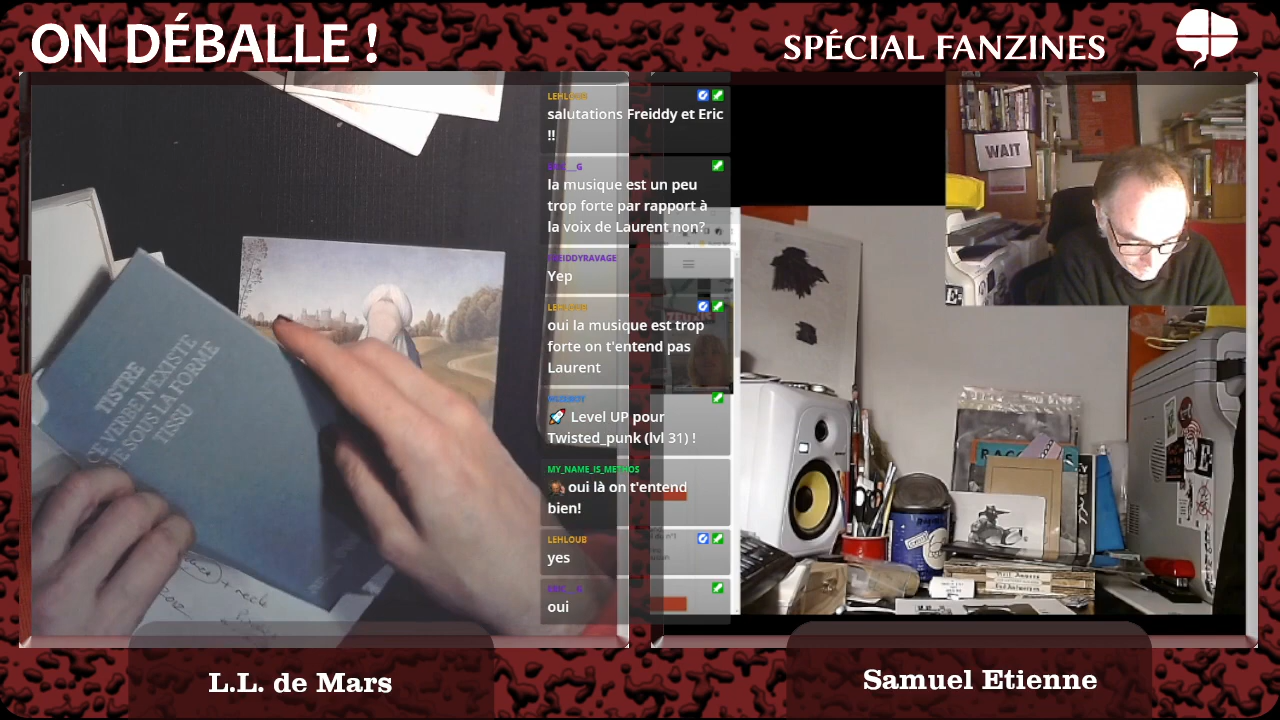 ON DÉBALLE !
SPÉCIAL FANZINES
LEHLOUB
salutations Freiddy et Eric
!!
ERIC__G
la musique est un peu
trop forte par rapport à
la voix de Laurent non?
FREIDDYRAVAGE
Yep
LEHLOUB
oui la musique est trop
forte on t'entend pas
Laurent
🚀 Level UP pour
Twisted_punk (lvl 31) !
MY_NAME_IS_METHOS
oui là on t'entend
bien!
LEHLOUB
yes
ERIC__G
oui
TISTRE
CE VERBE N'EXISTE
QUE SOUS LA FORME
TISSU
WAIT
L.L. de Mars
Samuel Etienne